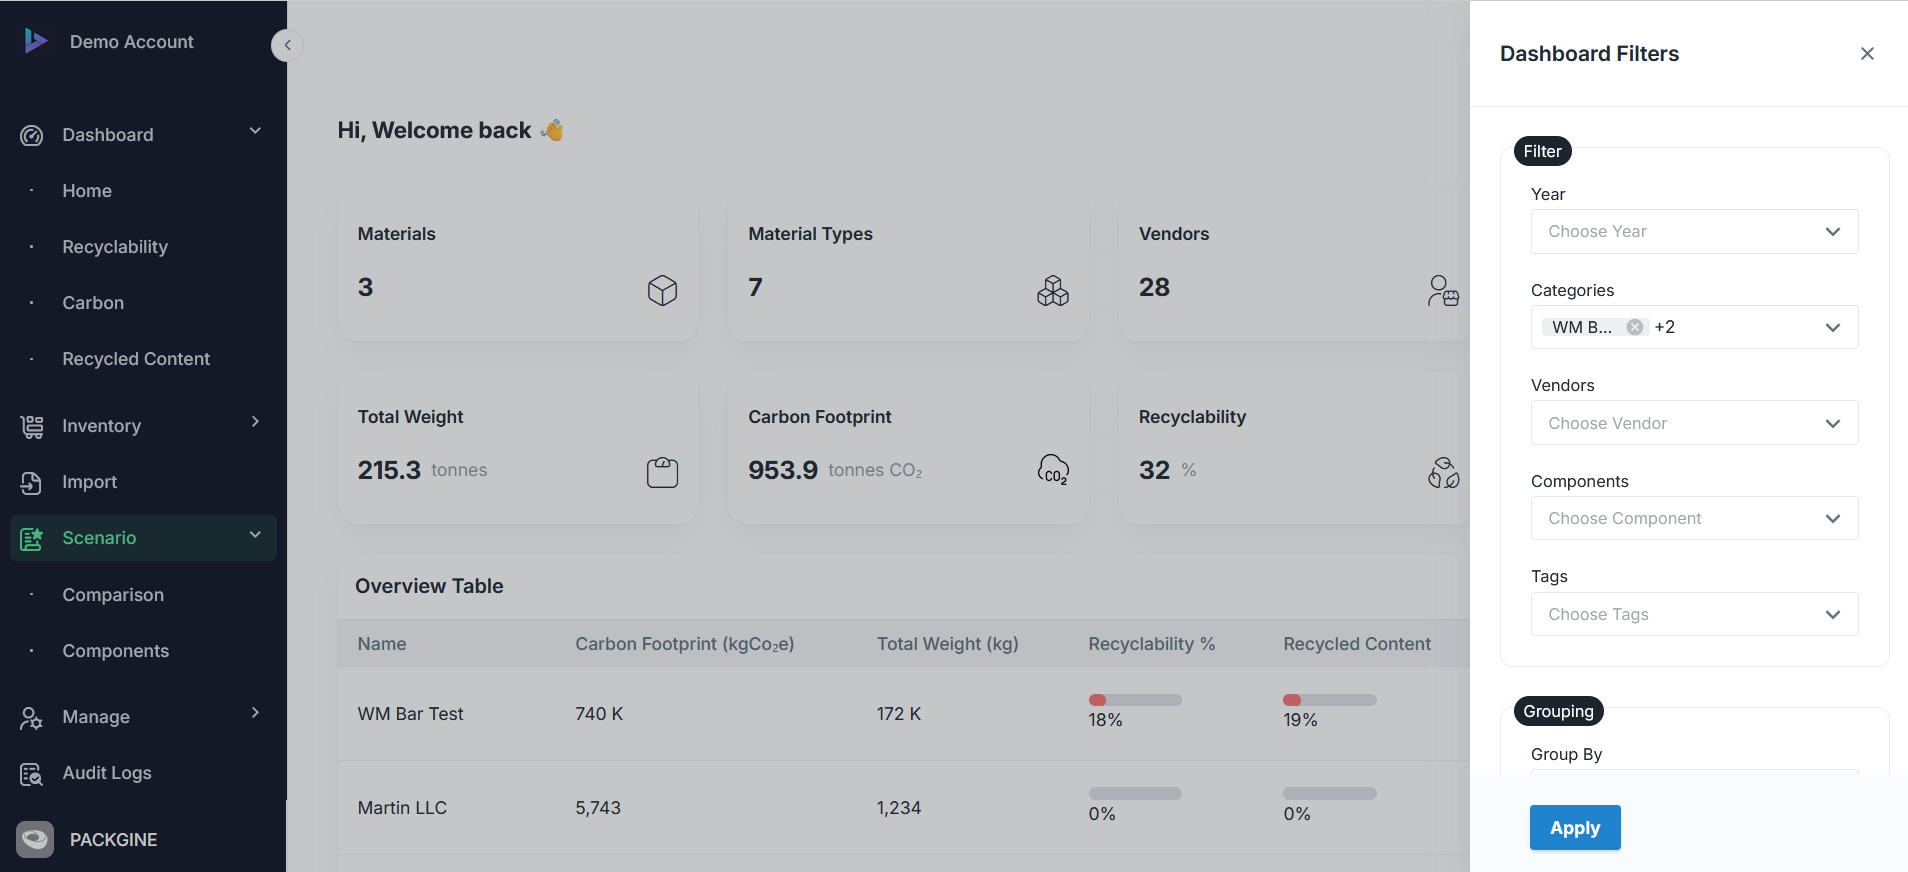 Demo Account
Dashboard
Home
Recyclability
Carbon
Recycled Content
Inventory
Import
Scenario
Comparison
Components
Manage
Audit Logs
PACKGINE
Hi, Welcome back 👋
Materials
3
Material Types
7
Vendors
28
Total Weight
215.3 tonnes
Carbon Footprint
953.9 tonnes CO₂
CO₂
Recyclability
32 %
Overview Table
Name Carbon Footprint (kgCo₂e) Total Weight (kg) Recyclability % Recycled Content
WM Bar Test 740 K 172 K 18% 19%
Martin LLC 5,743 1,234 0% 0%
Dashboard Filters
Filter
Year
Choose Year
Categories
WM B... +2
Vendors
Choose Vendor
Components
Choose Component
Tags
Choose Tags
Grouping
Group By
Apply